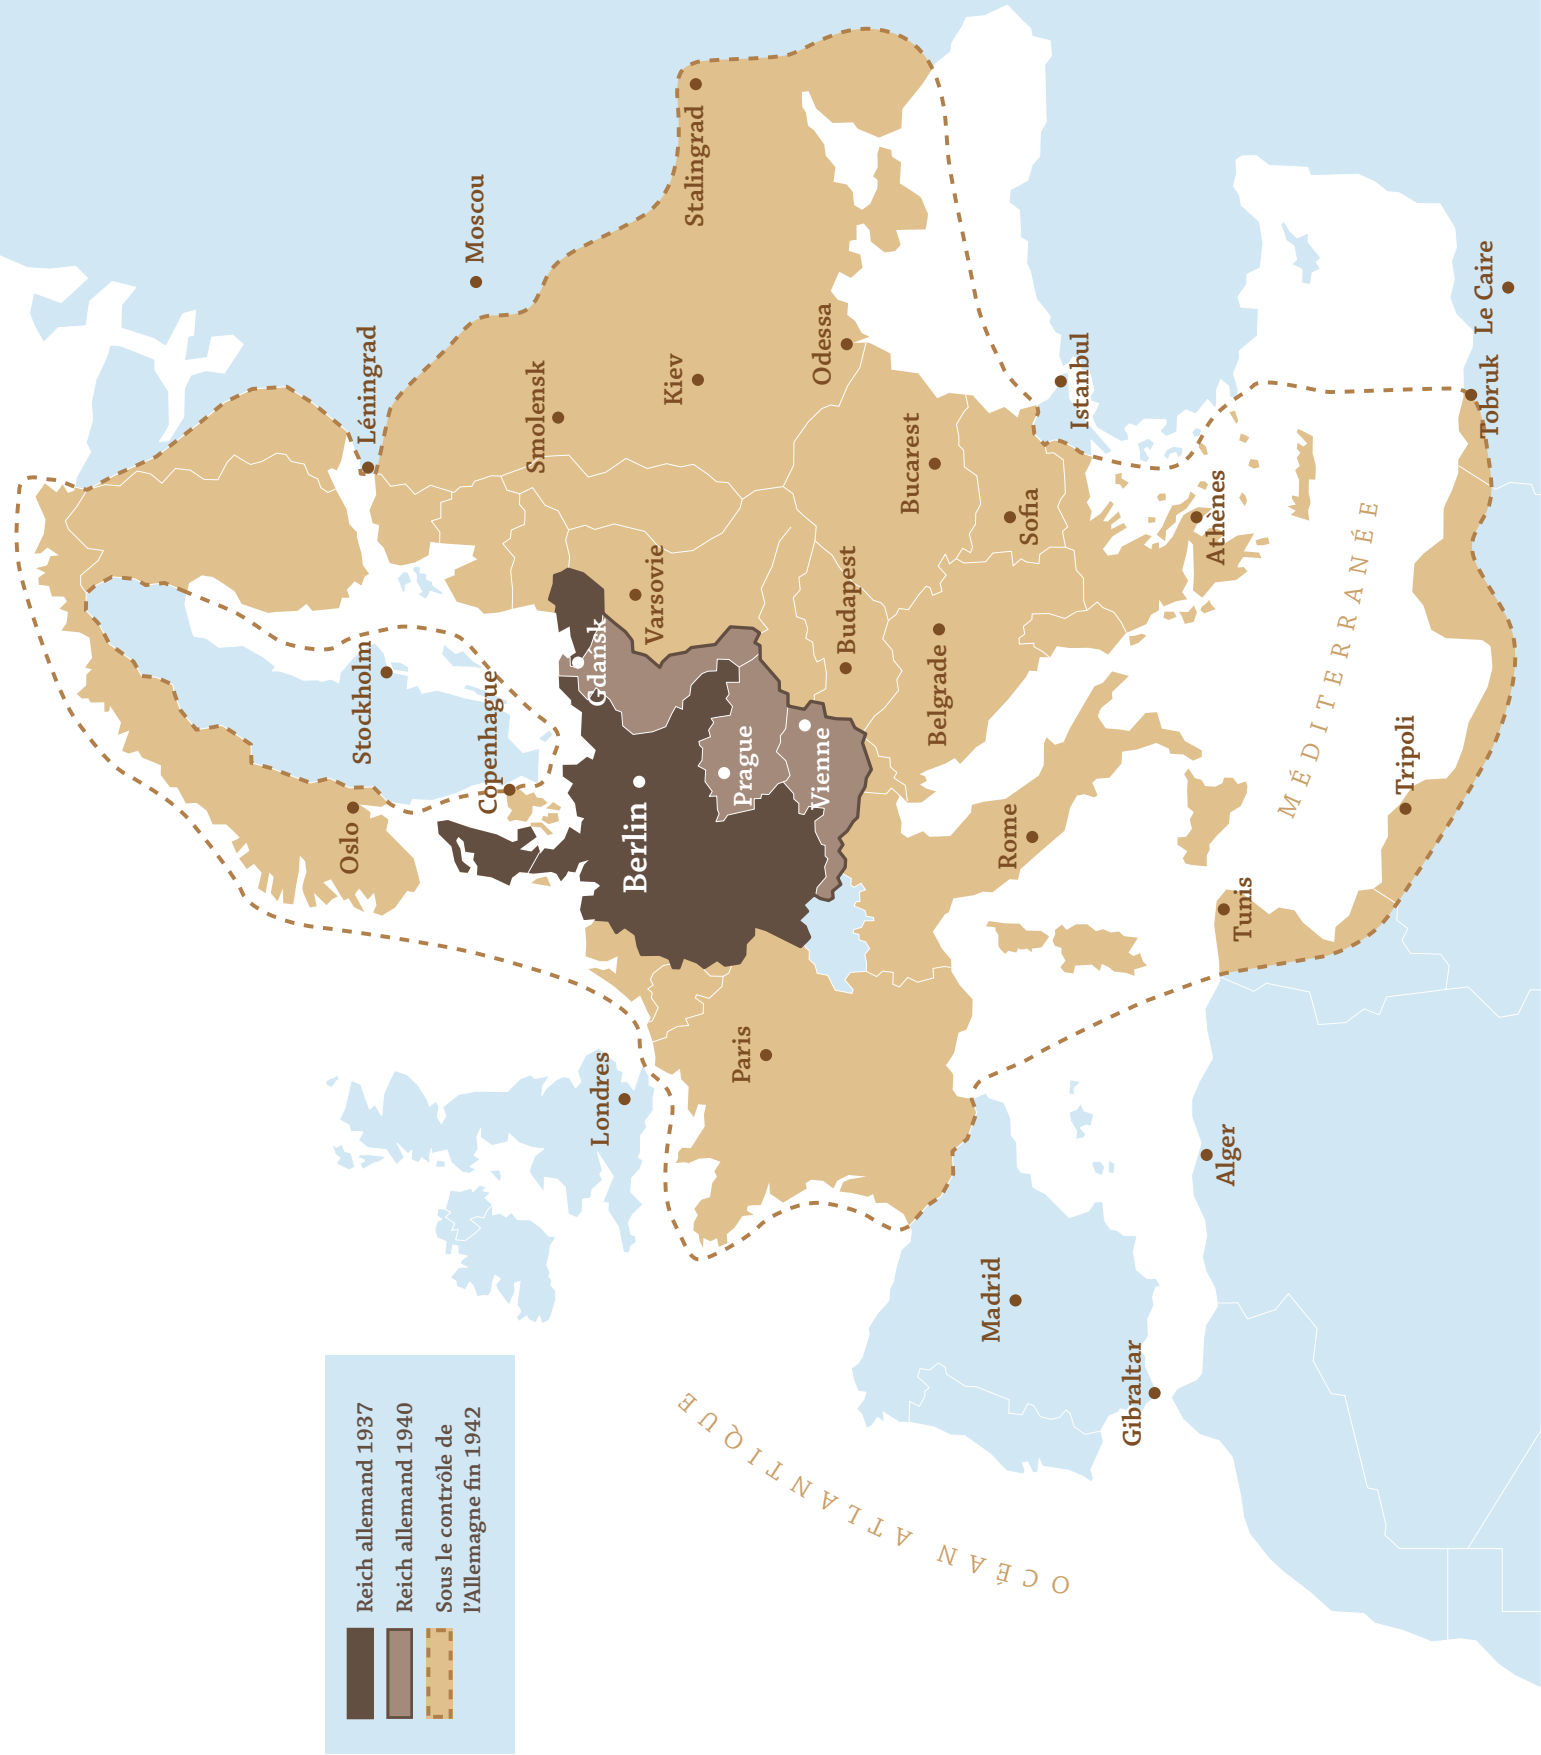 Reich allemand 1937
Reich allemand 1940
Sous le contrôle de
l'Allemagne fin 1942
OCÉAN ATLANTIQUE
MÉDITERRANÉE
Oslo
Stockholm
Léningrad
Moscou
Copenhague
Smolensk
Londres
Berlin
Gdańsk
Varsovie
Kiev
Stalingrad
Paris
Prague
Vienne
Budapest
Odessa
Belgrade
Bucarest
Madrid
Rome
Sofia
Istanbul
Gibraltar
Alger
Tunis
Athènes
Tripoli
Tobruk
Le Caire